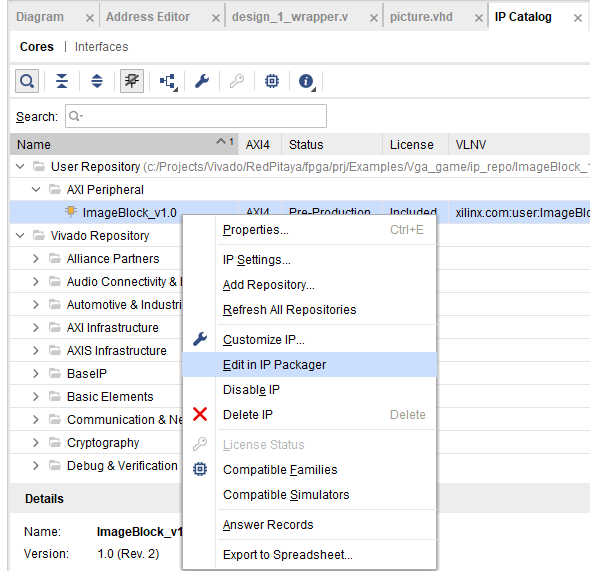 Diagram
Address Editor
design_1_wrapper.v
picture.vhd
IP Catalog
Cores | Interfaces
Search:
Name 1 AXI4 Status License VLNV
User Repository (c:/Projects/Vivado/RedPitaya/fpga/prj/Examples/Vga_game/ip_repo/ImageBlock_1
AXI Peripheral
ImageBlock_v1.0 AXI4 Pre-Production Included xilinx.com:user:ImageBlo
Vivado Repository
Alliance Partners
Audio Connectivity &
Automotive & Industri
AXI Infrastructure
AXIS Infrastructure
BaseIP
Basic Elements
Communication & Ne
Cryptography
Debug & Verification
Properties... Ctrl+E
IP Settings...
Add Repository...
Refresh All Repositories
Customize IP...
Edit in IP Packager
Disable IP
Delete IP Delete
License Status
Compatible Families
Compatible Simulators
Answer Records
Export to Spreadsheet...
Details
Name: ImageBlock_v1
Version: 1.0 (Rev. 2)